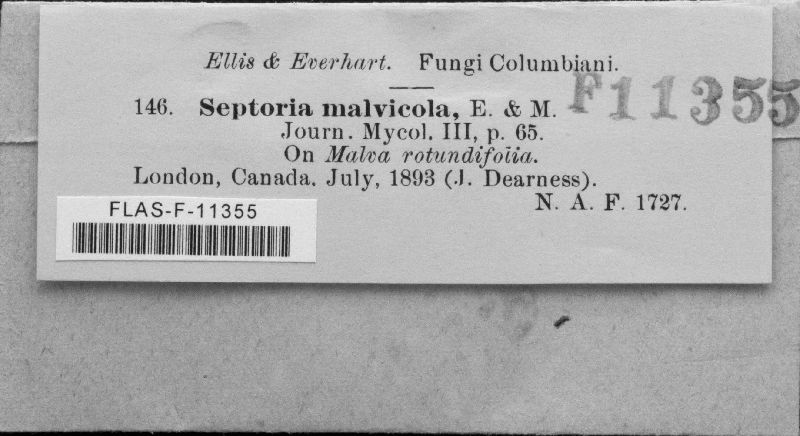 Ellis & Everhart. Fungi Columbiani.
F11355
146. Septoria malvicola, E. & M.
Journ. Mycol. III, p. 65.
On Malva rotundifolia.
London, Canada. July, 1893 (J. Dearness).
N. A. F. 1727.
FLAS-F-11355